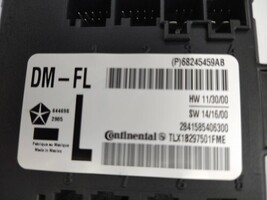 (P)68245459AB
DM-FL
HW 11/30/00
SW 14/16/00
2841585406300
TLX18297501FME
Continental
L
Fabrique au Mexique
Made in Mexico